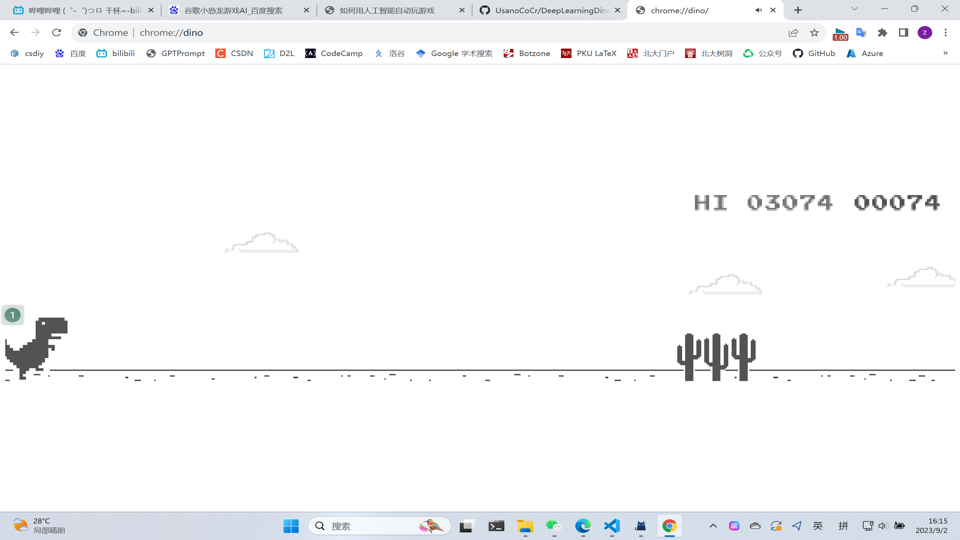 哔哩哔哩 (゜-゜)つロ 干杯~-bili
谷歌小恐龙游戏AI_百度搜索
如何用人工智能自动玩游戏
UsanoCoCr/DeepLearningDin
chrome://dino/
Chrome | chrome://dino
1.00
z
csdiy
百度
bilibili
GPTPrompt
CSDN
D2L
CodeCamp
洛谷
Google 学术搜索
Botzone
PKU LaTeX
北大门户
北大树洞
公众号
GitHub
Azure
»
HI 03074 00074
1
28°C
局部晴朗
搜索
英
拼
16:15
2023/9/2